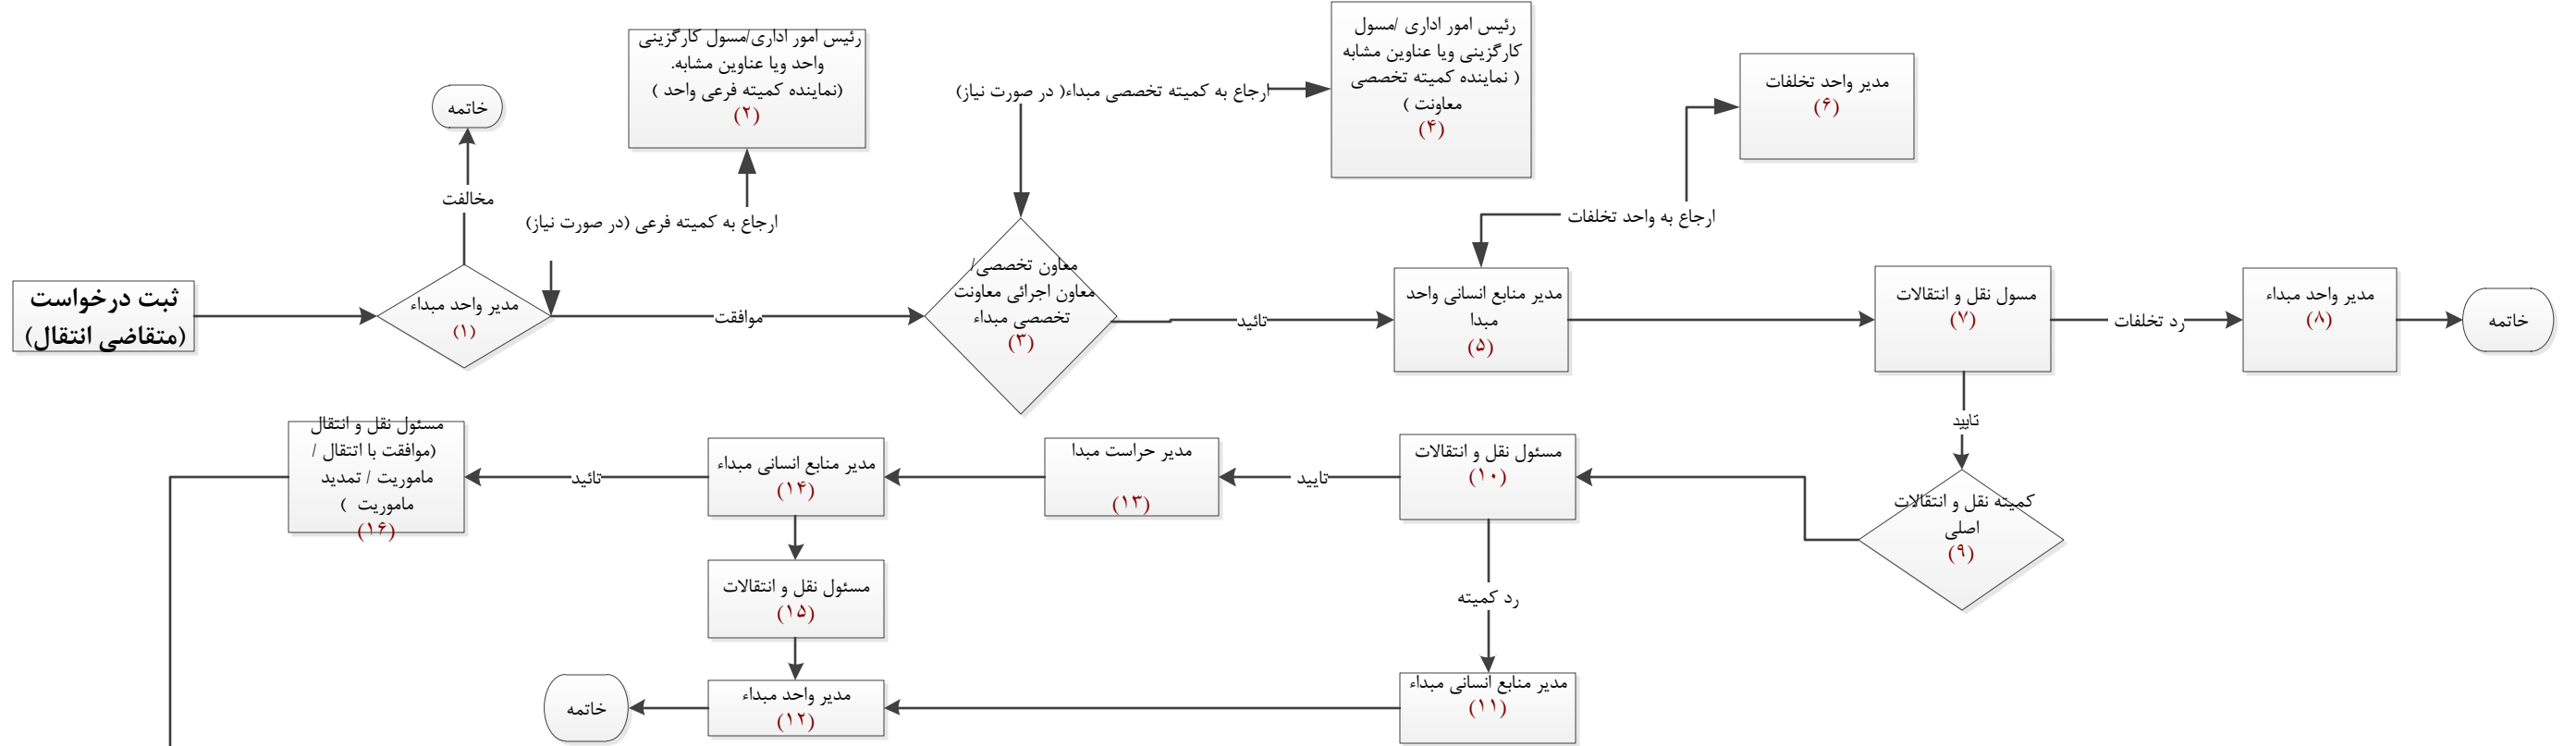 ثبت درخواست
(متقاضی انتقال)
مدیر واحد مبداء
(۱)
مخالفت
خاتمه
ارجاع به کمیته فرعی (در صورت نیاز)
رئیس امور اداری/مسول کارگزینی
واحد ویا عناوین مشابه.
(نماینده کمیته فرعی واحد )
(۲)
موافقت
معاون تخصصی/
معاون اجرائی معاونت
تخصصی مبداء
(۳)
ارجاع به کمیته تخصصی مبداء( در صورت نیاز)
رئیس امور اداری /مسول
کارگزینی ویا عناوین مشابه
( نماینده کمیته تخصصی
معاونت )
(۴)
تائید
مدیر منابع انسانی واحد
مبدا
(۵)
ارجاع به واحد تخلفات
مدیر واحد تخلفات
(۶)
مسول نقل و انتقالات
(۷)
رد تخلفات
مدیر واحد مبداء
(۸)
خاتمه
تایید
کمیته نقل و انتقالات
اصلی
(۹)
مسئول نقل و انتقالات
(۱۰)
رد کمیته
مدیر منابع انسانی مبداء
(۱۱)
مدیر واحد مبداء
(۱۲)
خاتمه
تایید
مدیر حراست مبدا
(۱۳)
مدیر منابع انسانی مبداء
(۱۴)
مسئول نقل و انتقالات
(۱۵)
تائید
مسئول نقل و انتقال
(موافقت با اتتقال /
ماموریت / تمدید
ماموریت )
(۱۶)